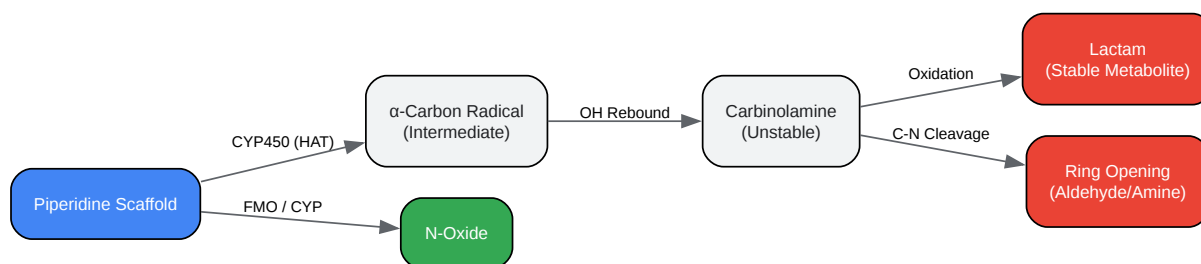 Piperidine Scaffold
CYP450 (HAT)
FMO / CYP
α-Carbon Radical
(Intermediate)
N-Oxide
OH Rebound
Carbinolamine
(Unstable)
Oxidation
C-N Cleavage
Lactam
(Stable Metabolite)
Ring Opening
(Aldehyde/Amine)